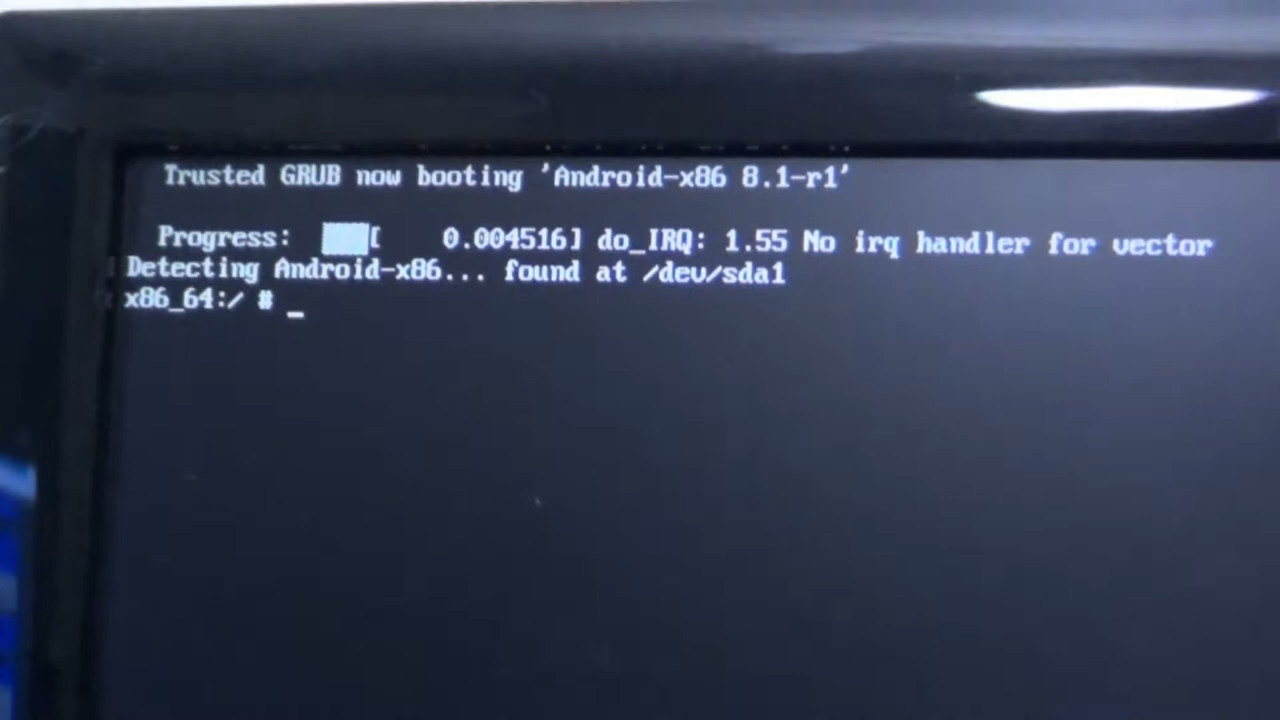 Trusted GRUB now booting 'Android-x86 8.1-r1'
Progress: [ 0.004516] do_IRQ: 1.55 No irq handler for vector
Detecting Android-x86... found at /dev/sda1
x86_64:/ # _